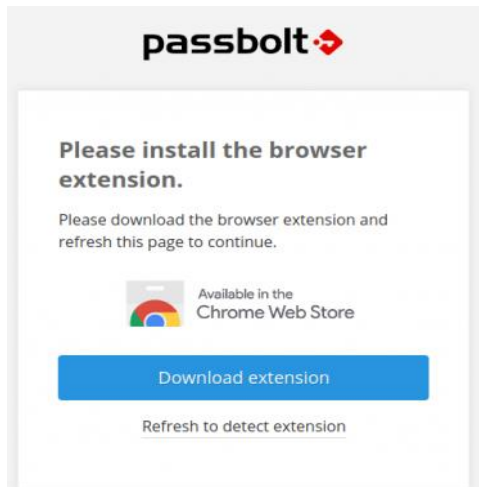 passbolt
Please install the browser
extension.
Please download the browser extension and
refresh this page to continue.
Available in the
Chrome Web Store
Download extension
Refresh to detect extension